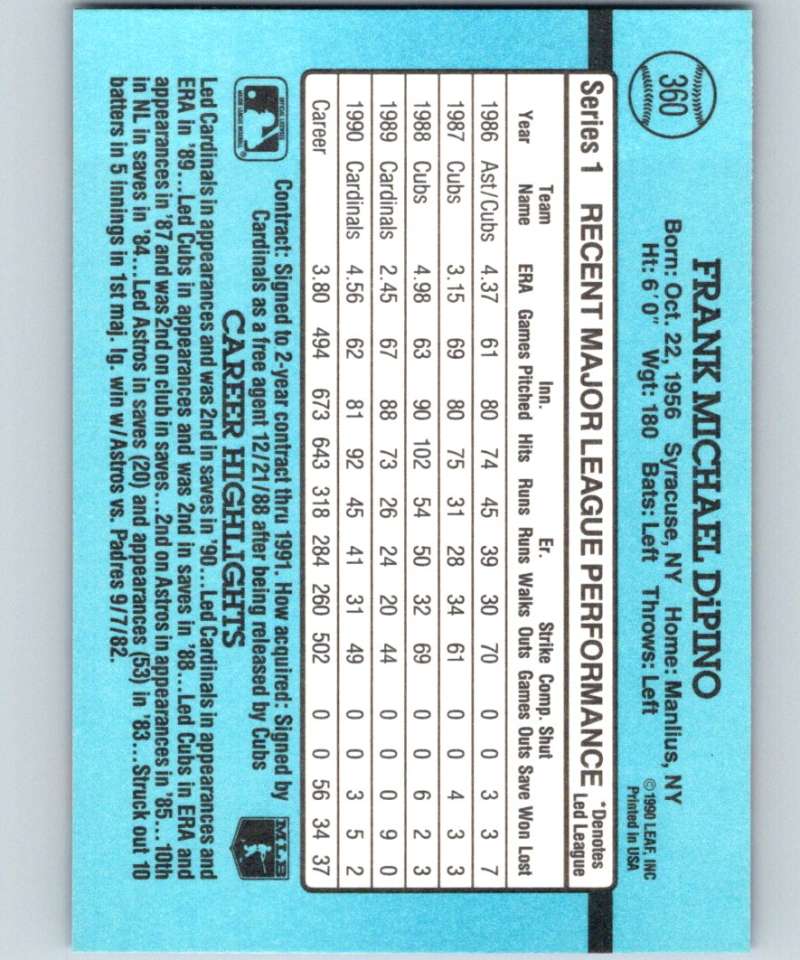 360
FRANK MICHAEL DiPINO
Born: Oct. 22, 1956 Syracuse, NY Home: Manlius, NY
Ht: 6'0" Wgt: 180 Bats: Left Throws: Left
©1990 LEAF, INC
Printed in USA
Series 1 RECENT MAJOR LEAGUE PERFORMANCE *Denotes
Led League
Team Inn. Er. Strike Comp. Shut
Year Name ERA Games Pitched Hits Runs Runs Walks Outs Games Outs Save Won Lost
1986 Ast/Cubs 4.37 61 80 74 45 39 30 70 0 0 3 3 7
1987 Cubs 3.15 69 80 75 31 28 34 61 0 0 4 3 3
1988 Cubs 4.98 63 90 102 54 50 32 69 0 0 6 2 3
1989 Cardinals 2.45 67 88 73 26 24 20 44 0 0 0 9 0
1990 Cardinals 4.56 62 81 92 45 41 31 49 0 0 3 5 2
Career 3.80 494 673 643 318 284 260 502 0 0 56 34 37
OFFICIAL LICENSEE
MAJOR LEAGUE BASEBALL
®
Contract: Signed to 2-year contract thru 1991. How acquired: Signed by
Cardinals as a free agent 12/21/88 after being released by Cubs
MLB
CAREER HIGHLIGHTS
Led Cardinals in appearances and was 2nd in saves in '90...Led Cardinals in appearances and
ERA in '89...Led Cubs in appearances and was 2nd in saves in '88...Led Cubs in ERA and
appearances in '87 and was 2nd on club in saves...2nd on Astros in appearances in '85...10th
in NL in saves in '84...Led Astros in saves (20) and appearances (53) in '83...Struck out 10
batters in 5 innings in 1st maj. lg. win w/Astros vs. Padres 9/7/82.